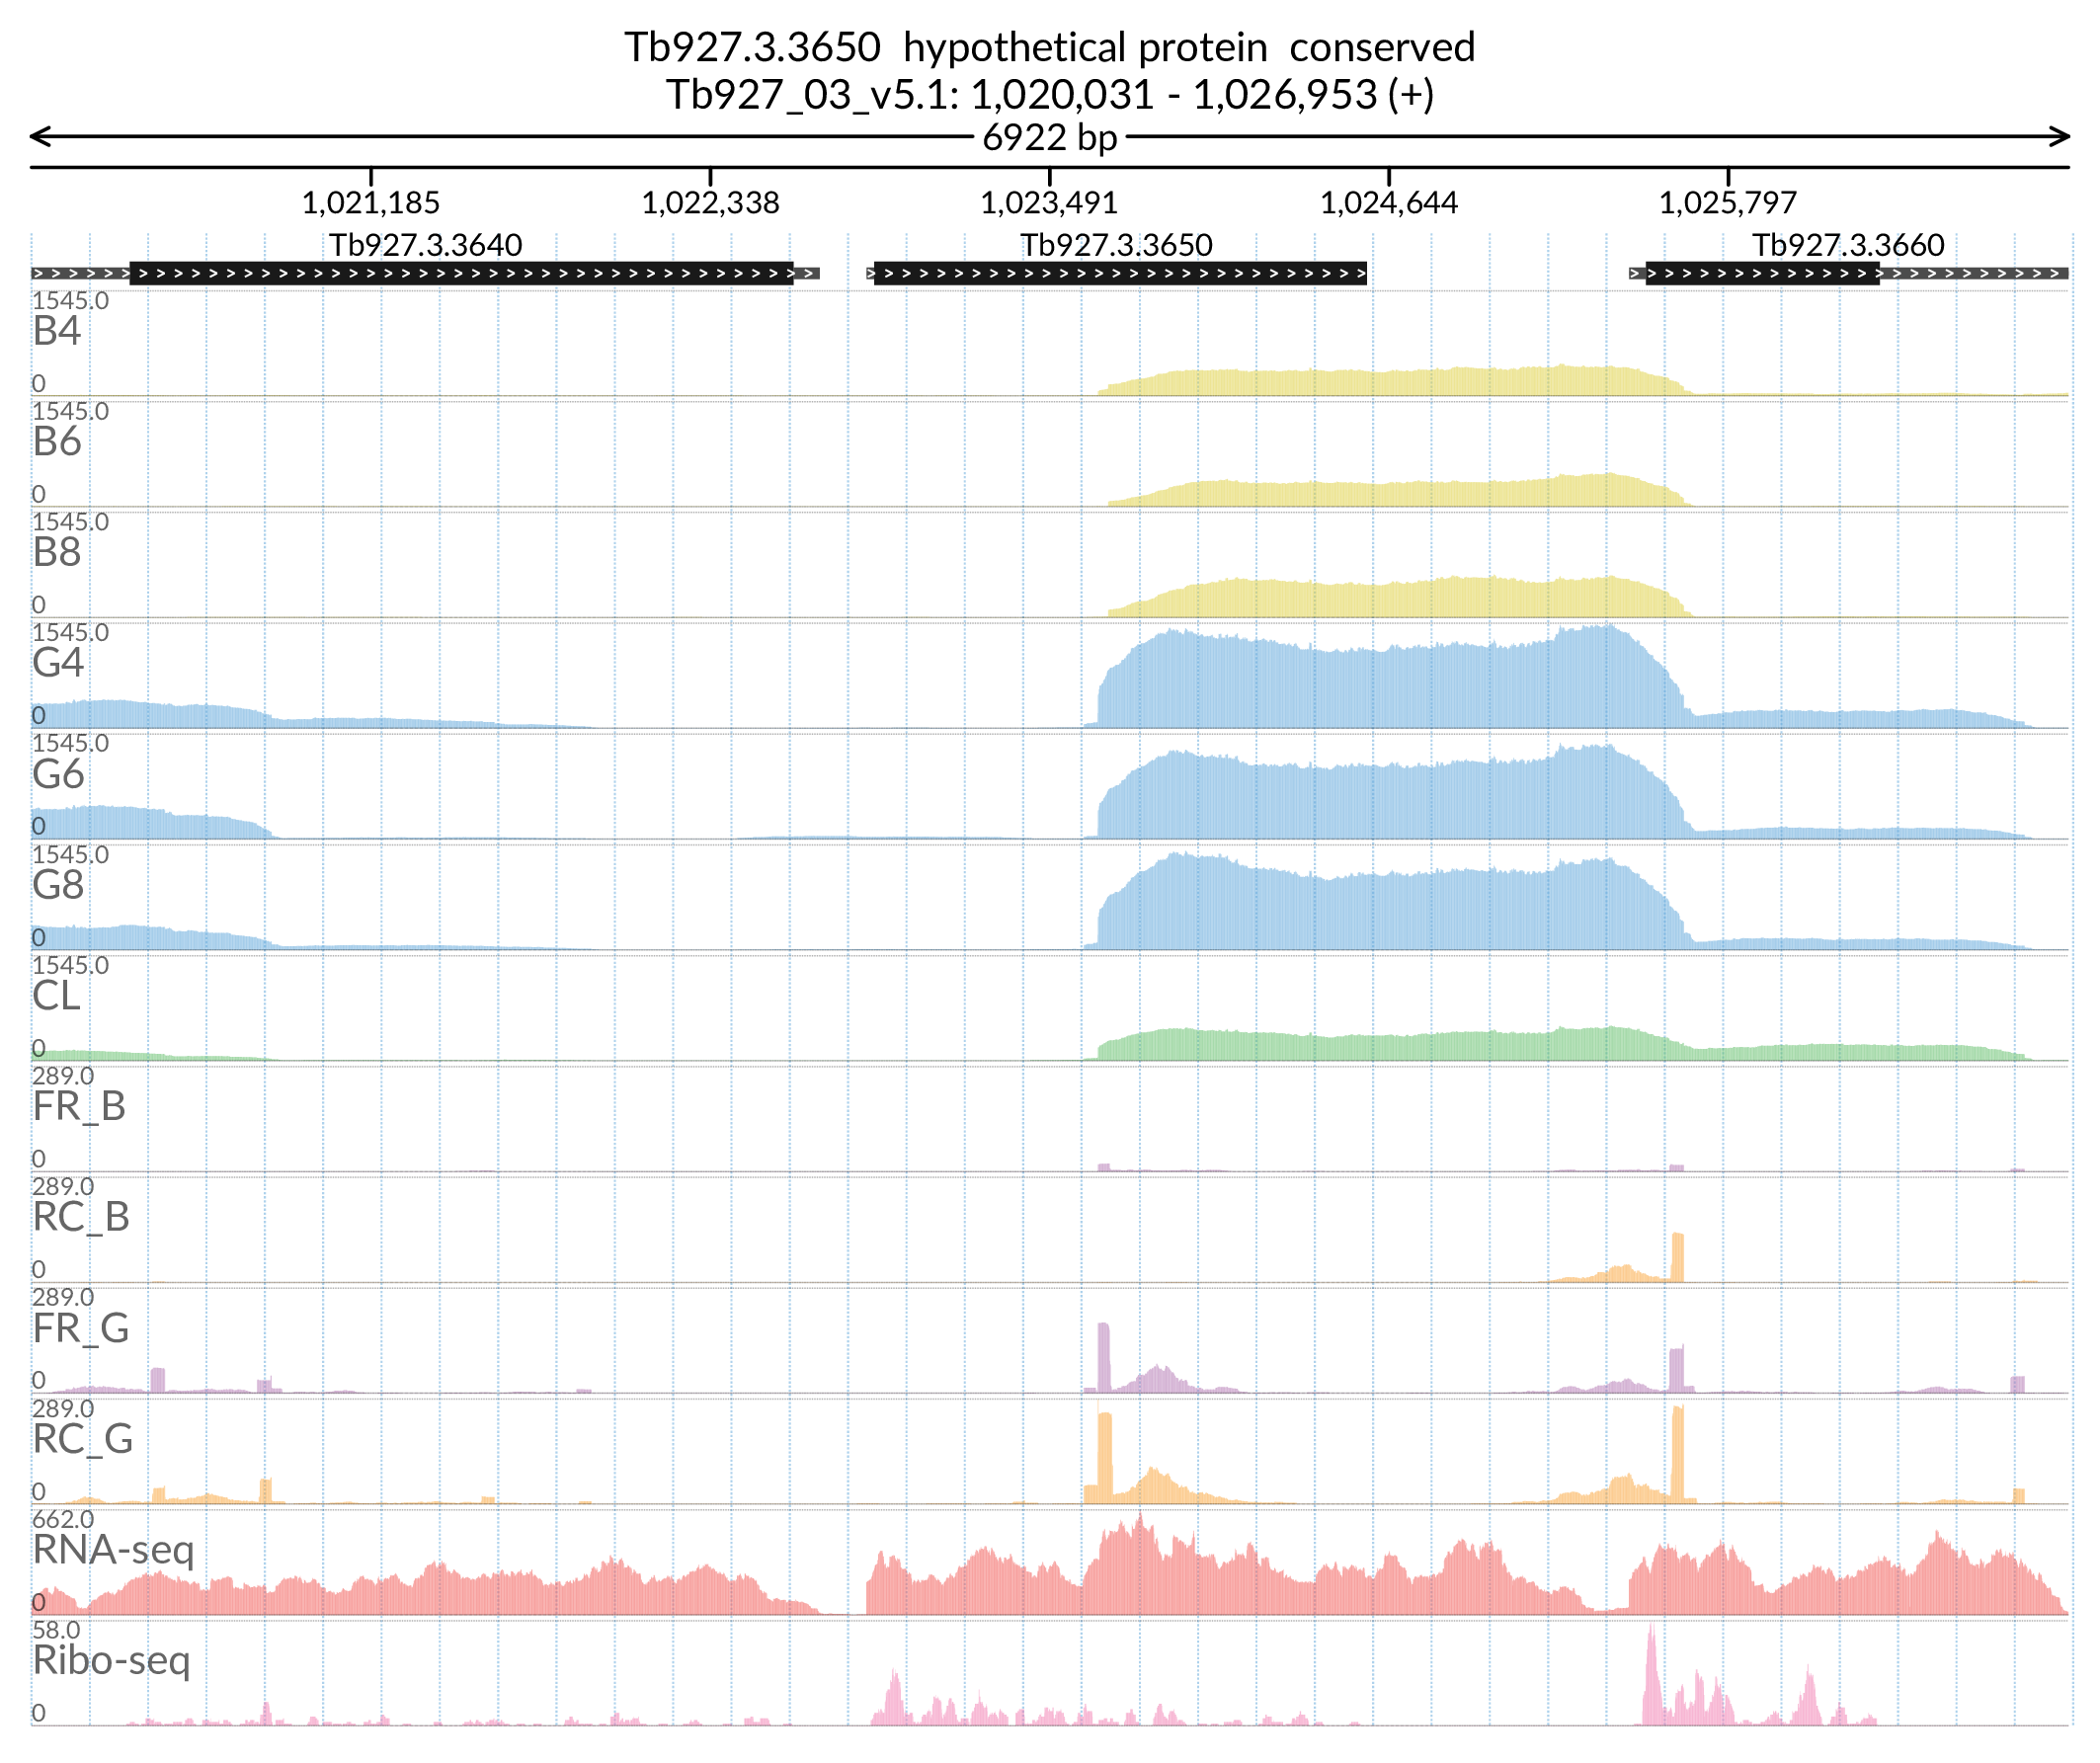 Tb927.3.3650 hypothetical protein conserved
Tb927_03_v5.1: 1,020,031 - 1,026,953 (+)
6922 bp
1,021,185 1,022,338 1,023,491 1,024,644 1,025,797
Tb927.3.3640 Tb927.3.3650 Tb927.3.3660
1545.0
B4
0
1545.0
B6
0
1545.0
B8
0
1545.0
G4
0
1545.0
G6
0
1545.0
G8
0
1545.0
CL
0
289.0
FR_B
0
289.0
RC_B
0
289.0
FR_G
0
289.0
RC_G
0
662.0
RNA-seq
0
58.0
Ribo-seq
0